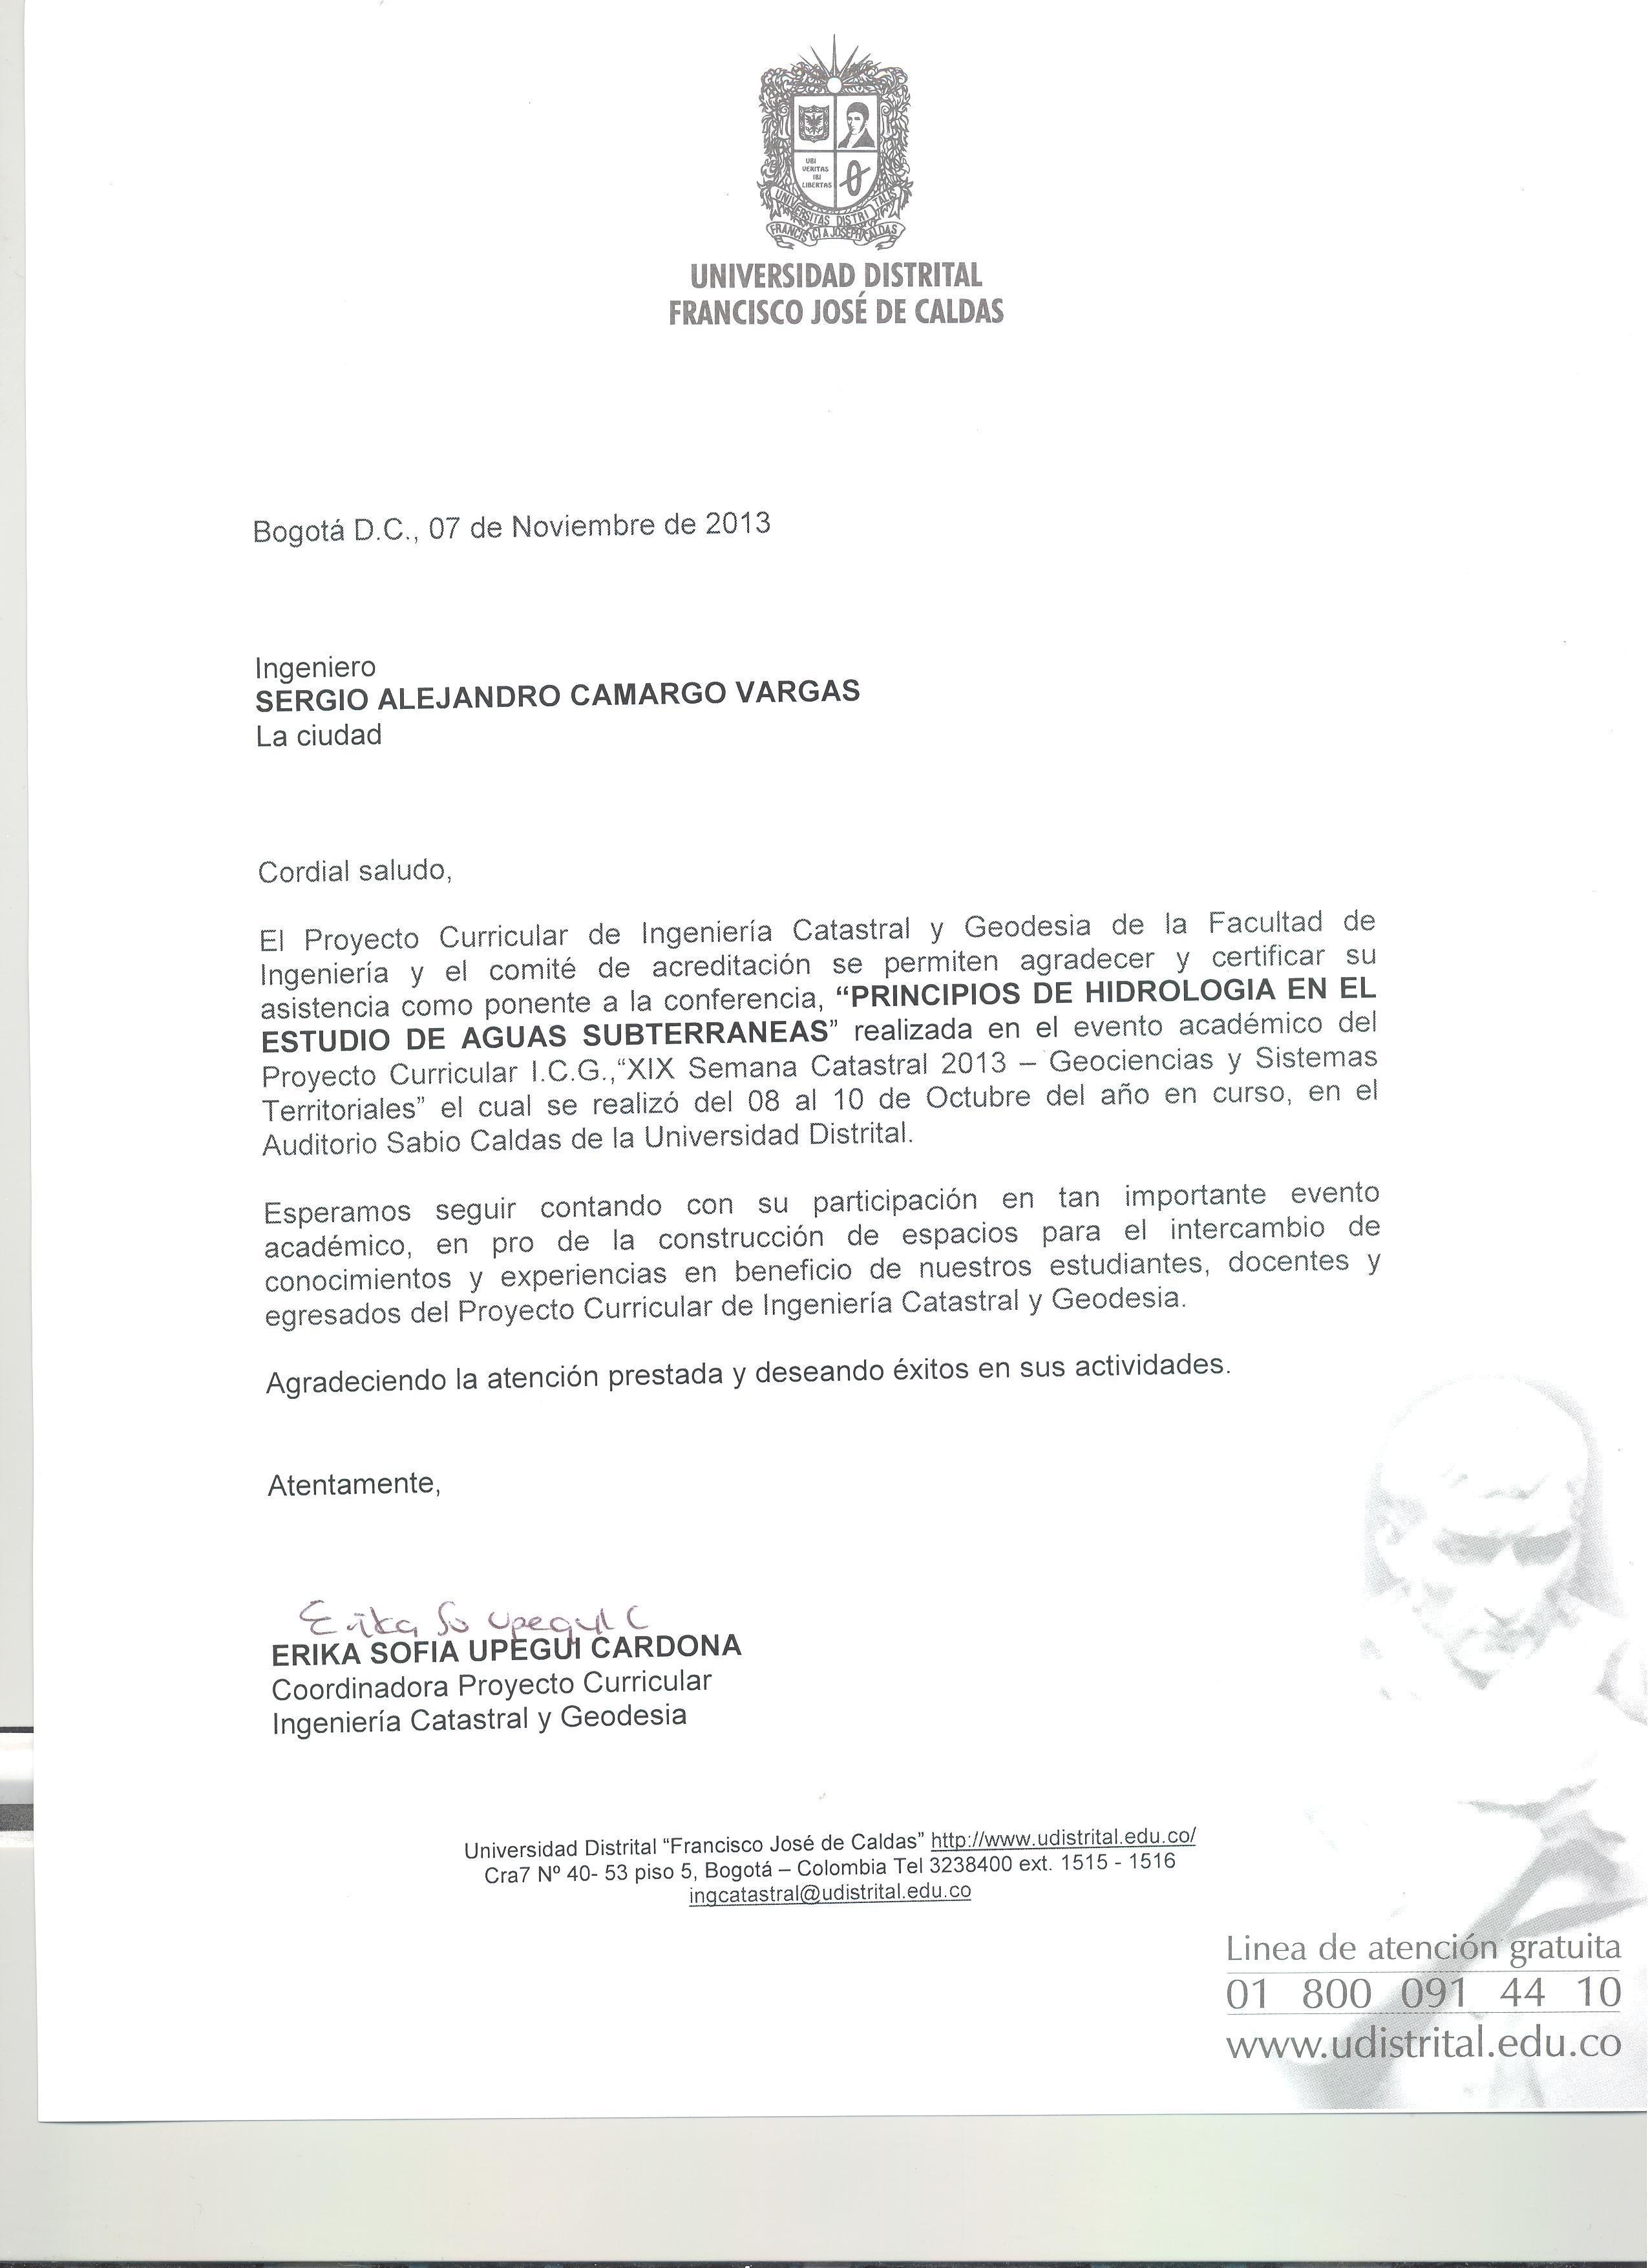 UBI
VERITAS
IBI
LIBERTAS
UNIVERSITAS DISTRITALIS
UNIVERSIDAD DISTRITAL
FRANCISCO JOSÉ DE CALDAS
Bogotá D.C., 07 de Noviembre de 2013
Ingeniero
SERGIO ALEJANDRO CAMARGO VARGAS
La ciudad
Cordial saludo,
El Proyecto Curricular de Ingeniería Catastral y Geodesia de la Facultad de
Ingeniería y el comité de acreditación se permiten agradecer y certificar su
asistencia como ponente a la conferencia, “PRINCIPIOS DE HIDROLOGIA EN EL
ESTUDIO DE AGUAS SUBTERRANEAS” realizada en el evento académico del
Proyecto Curricular I.C.G.,“XIX Semana Catastral 2013 – Geociencias y Sistemas
Territoriales” el cual se realizó del 08 al 10 de Octubre del año en curso, en el
Auditorio Sabio Caldas de la Universidad Distrital.
Esperamos seguir contando con su participación en tan importante evento
académico, en pro de la construcción de espacios para el intercambio de
conocimientos y experiencias en beneficio de nuestros estudiantes, docentes y
egresados del Proyecto Curricular de Ingeniería Catastral y Geodesia.
Agradeciendo la atención prestada y deseando éxitos en sus actividades.
Atentamente,
Erika So Upegui C
ERIKA SOFIA UPEGUI CARDONA
Coordinadora Proyecto Curricular
Ingeniería Catastral y Geodesia
Universidad Distrital “Francisco José de Caldas” http://www.udistrital.edu.co/
Cra7 Nº 40- 53 piso 5, Bogotá – Colombia Tel 3238400 ext. 1515 - 1516
ingcatastral@udistrital.edu.co
Linea de atención gratuita
01 800 091 44 10
www.udistrital.edu.co